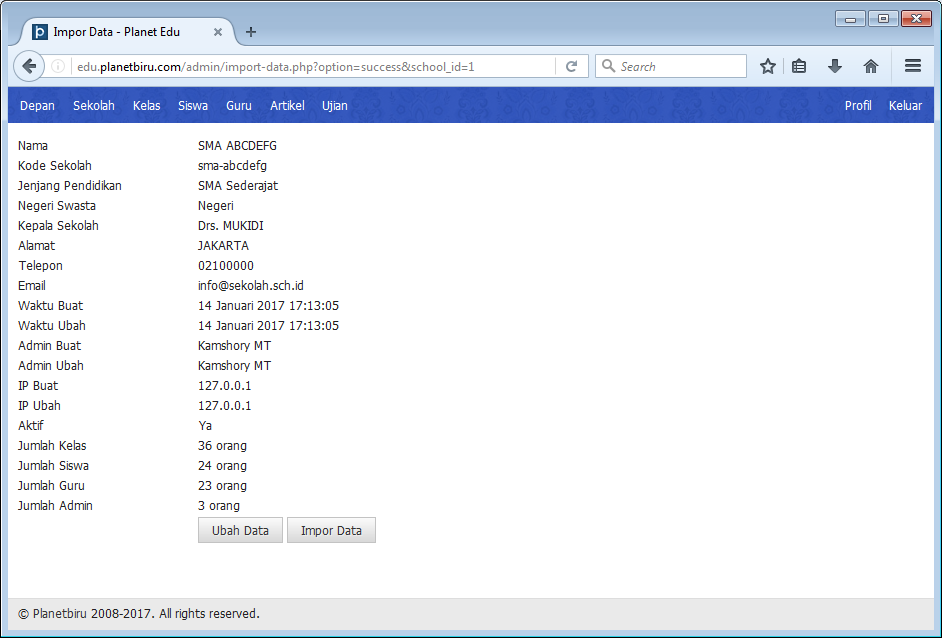 Impor Data - Planet Edu
edu.planetbiru.com/admin/import-data.php?option=success&school_id=1
Search
Depan Sekolah Kelas Siswa Guru Artikel Ujian Profil Keluar
Nama SMA ABCDEFG
Kode Sekolah sma-abcdefg
Jenjang Pendidikan SMA Sederajat
Negeri Swasta Negeri
Kepala Sekolah Drs. MUKIDI
Alamat JAKARTA
Telepon 02100000
Email info@sekolah.sch.id
Waktu Buat 14 Januari 2017 17:13:05
Waktu Ubah 14 Januari 2017 17:13:05
Admin Buat Kamshory MT
Admin Ubah Kamshory MT
IP Buat 127.0.0.1
IP Ubah 127.0.0.1
Aktif Ya
Jumlah Kelas 36 orang
Jumlah Siswa 24 orang
Jumlah Guru 23 orang
Jumlah Admin 3 orang
Ubah Data Impor Data
© Planetbiru 2008-2017. All rights reserved.